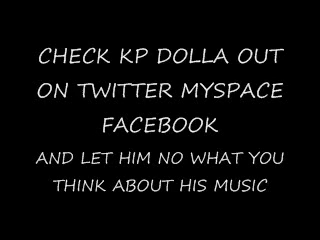 CHECK KP DOLLA OUT
ON TWITTER MYSPACE
FACEBOOK
AND LET HIM NO WHAT YOU
THINK ABOUT HIS MUSIC